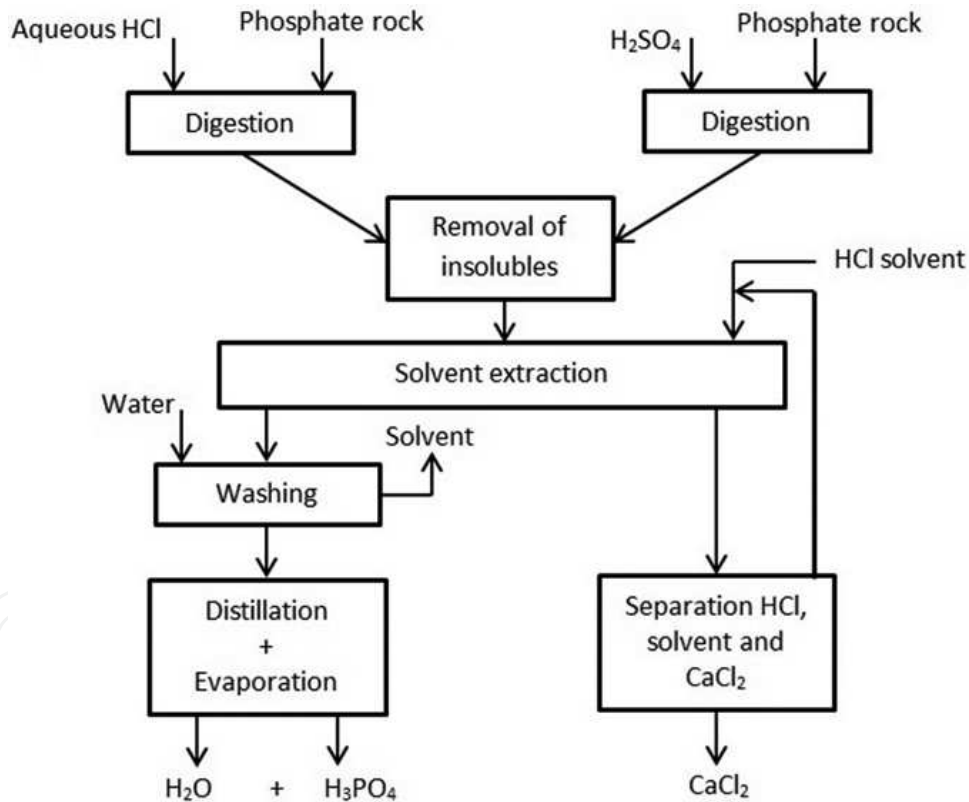 Aqueous HCl
Phosphate rock
H₂SO₄
Phosphate rock
Digestion
Digestion
Removal of
insolubles
HCl solvent
Solvent extraction
Water
Solvent
Washing
Distillation
+
Evaporation
Separation HCl,
solvent and
CaCl₂
H₂O + H₃PO₄
CaCl₂